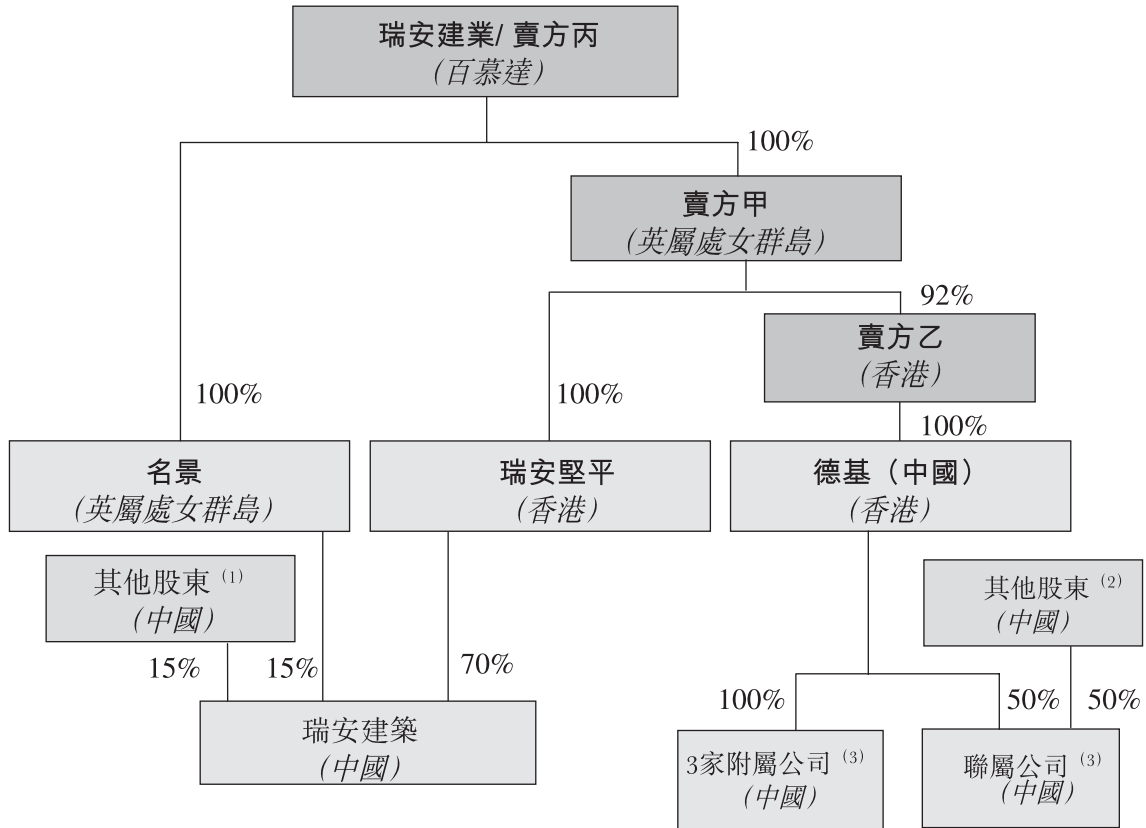 瑞安建業/ 賣方丙
(百慕達)
100%
賣方甲
(英屬處女群島)
92%
賣方乙
(香港)
100%
100%
100%
名景
(英屬處女群島)
瑞安堅平
(香港)
德基（中國）
(香港)
其他股東 (1)
(中國)
其他股東 (2)
(中國)
15%
15%
70%
100%
50%
50%
瑞安建築
(中國)
3家附屬公司 (3)
(中國)
聯屬公司 (3)
(中國)